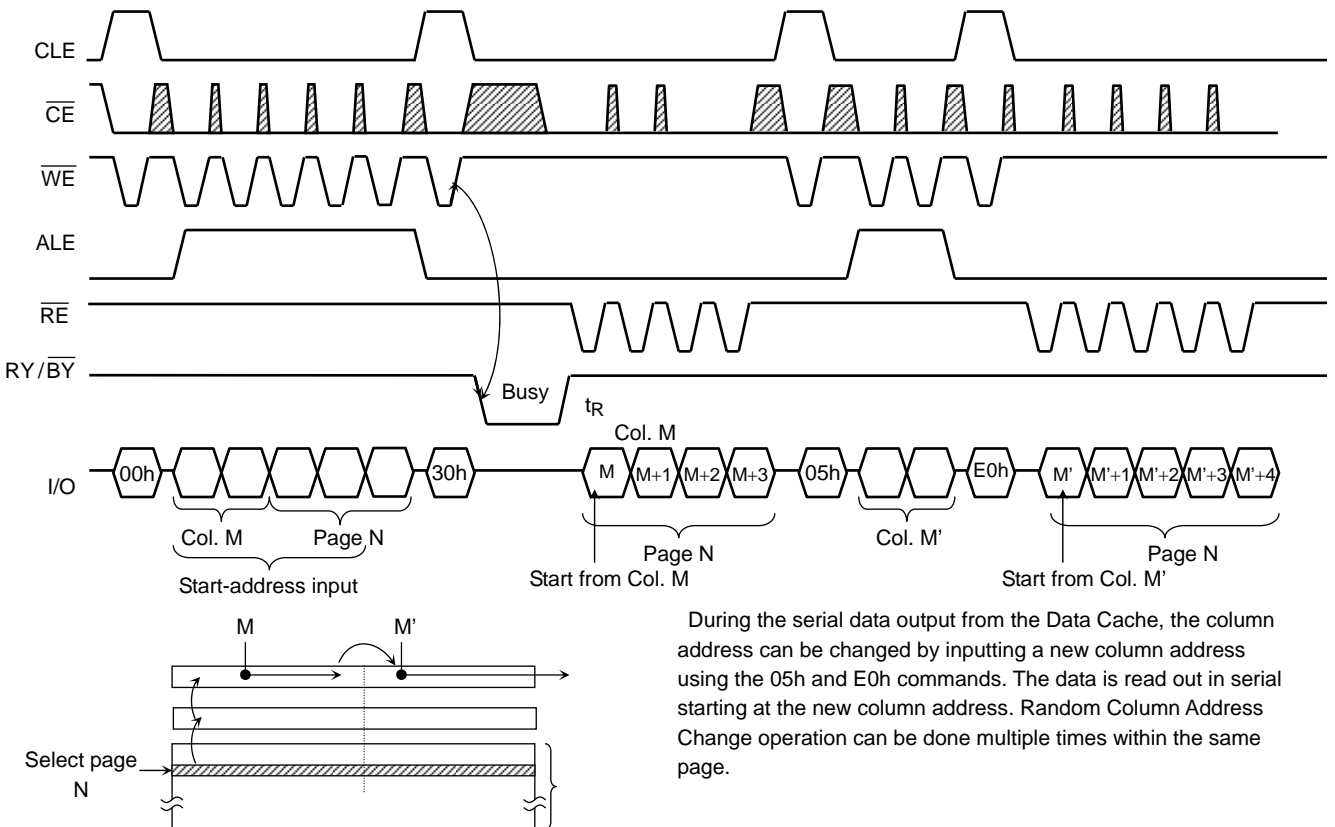 CLE
CE
WE
ALE
RE
RY/BY
Busy
tR
Col. M
I/O
00h
30h
M
M+1
M+2
M+3
05h
E0h
M'
M'+1
M'+2
M'+3
M'+4
Col. M
Page N
Start-address input
Page N
Start from Col. M
Col. M'
Page N
Start from Col. M'
M
M'
Select page
N
During the serial data output from the Data Cache, the column
address can be changed by inputting a new column address
using the 05h and E0h commands. The data is read out in serial
starting at the new column address. Random Column Address
Change operation can be done multiple times within the same
page.